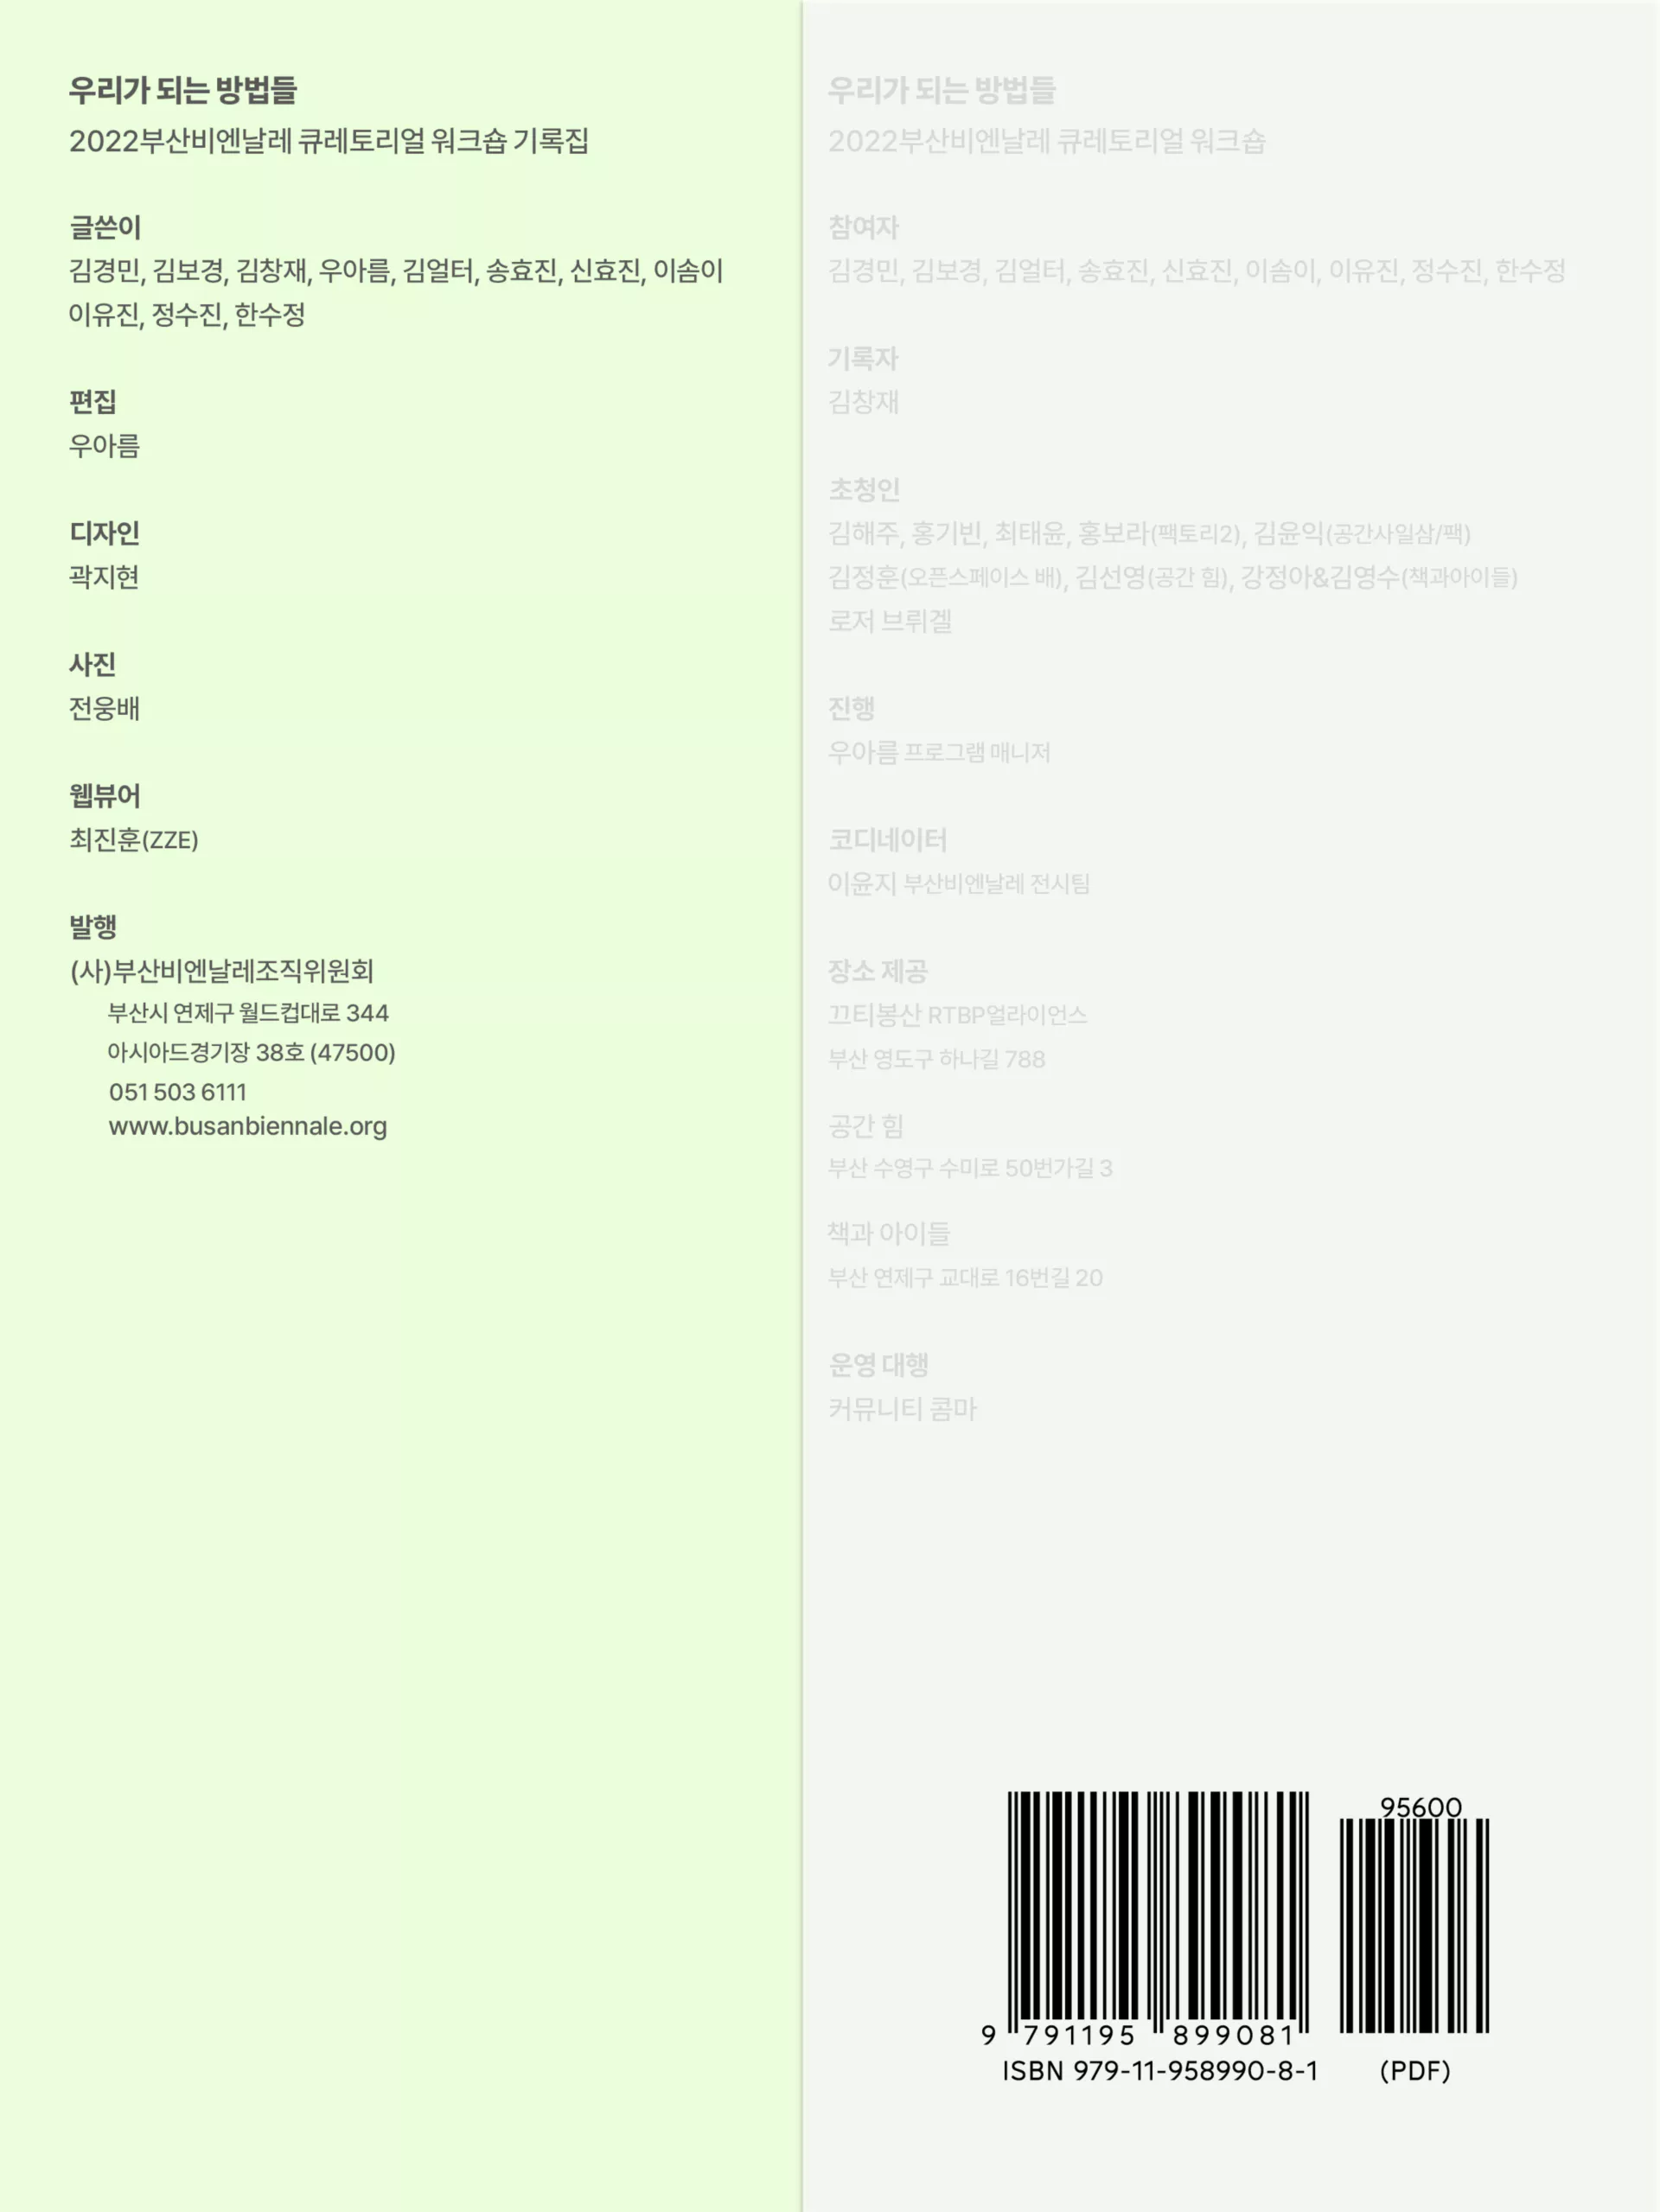 우리가 되는 방법들
2022부산비엔날레 큐레토리얼 워크숍 기록집
글쓴이
김경민, 김보경, 김창재, 우아름, 김얼터, 송효진, 신효진, 이솜이
이유진, 정수진, 한수정
편집
우아름
디자인
곽지현
사진
전웅배
웹뷰어
최진훈(ZZE)
발행
(사)부산비엔날레조직위원회
부산시 연제구 월드컵대로 344
아시아드경기장 38호 (47500)
051 503 6111
www.busanbiennale.org
우리가 되는 방법들
2022부산비엔날레 큐레토리얼 워크숍
참여자
김경민, 김보경, 김얼터, 송효진, 신효진, 이솜이, 이유진, 정수진, 한수정
기록자
김창재
초청인
김해주, 홍기빈, 최태윤, 홍보라(팩토리2), 김윤익(공간사일삼/팩)
김정훈(오픈스페이스 배), 김선영(공간 힘), 강정아&김영수(책과아이들)
로저 브뤼겔
진행
우아름 프로그램 매니저
코디네이터
이윤지 부산비엔날레 전시팀
장소 제공
끄티봉산 RTBP얼라이언스
부산 영도구 하나길 788
공간 힘
부산 수영구 수미로 50번가길 3
책과 아이들
부산 연제구 교대로 16번길 20
운영 대행
커뮤니티 콤마
95600
9 791195 899081
ISBN 979-11-958990-8-1 (PDF)